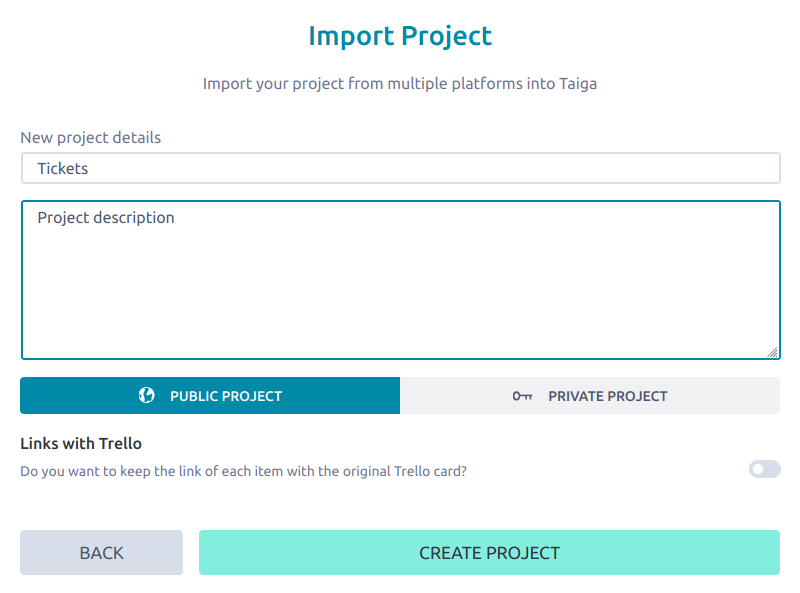 Import Project
Import your project from multiple platforms into Taiga
New project details
Tickets
Project description
PUBLIC PROJECT
PRIVATE PROJECT
Links with Trello
Do you want to keep the link of each item with the original Trello card?
BACK
CREATE PROJECT